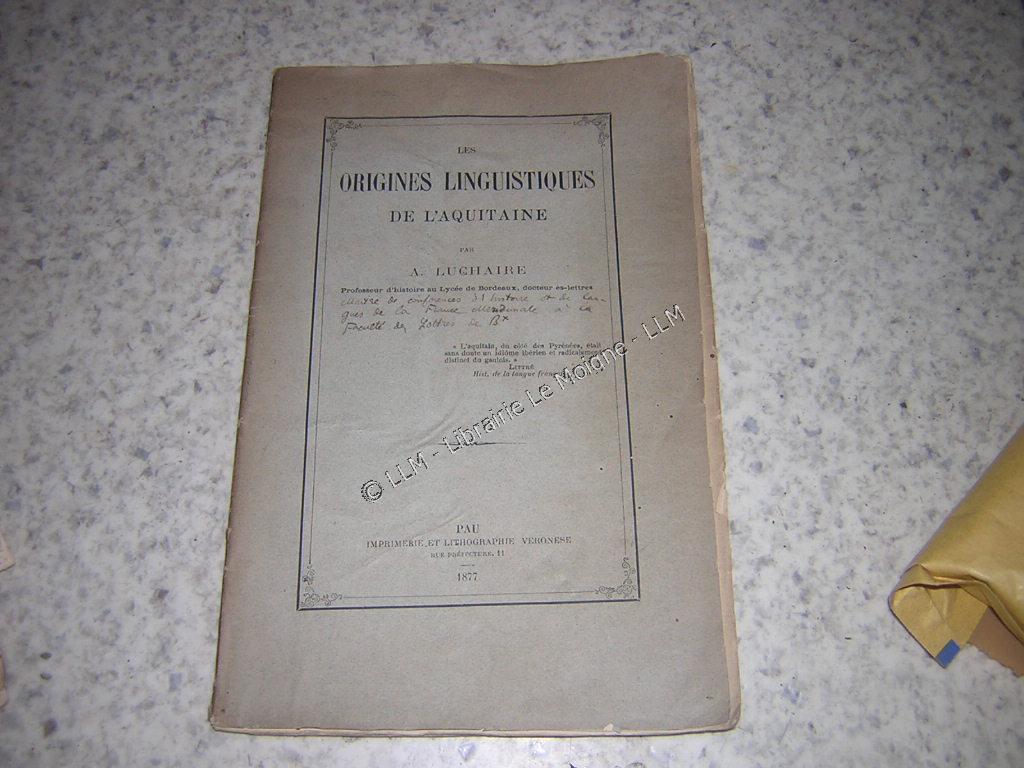 LES
ORIGINES LINGUISTIQUES
DE L'AQUITAINE
PAR
A. LUCHAIRE
Professeur d'histoire au Lycée de Bordeaux, docteur es-lettres
Maître de conférences d'histoire et de lan-
gues de la France Méridionale à la
Faculté des Lettres de Bx
« L'aquitain, du côté des Pyrénées, était
sans doute un idiôme ibérien et radicalement
distinct du gaulois. »
LITTRÉ
Hist. de la langue
© LLM - Librairie Le Moigne - LLM
PAU
IMPRIMERIE ET LITHOGRAPHIE VERONESE
RUE PRÉFECTURE, 11
1877